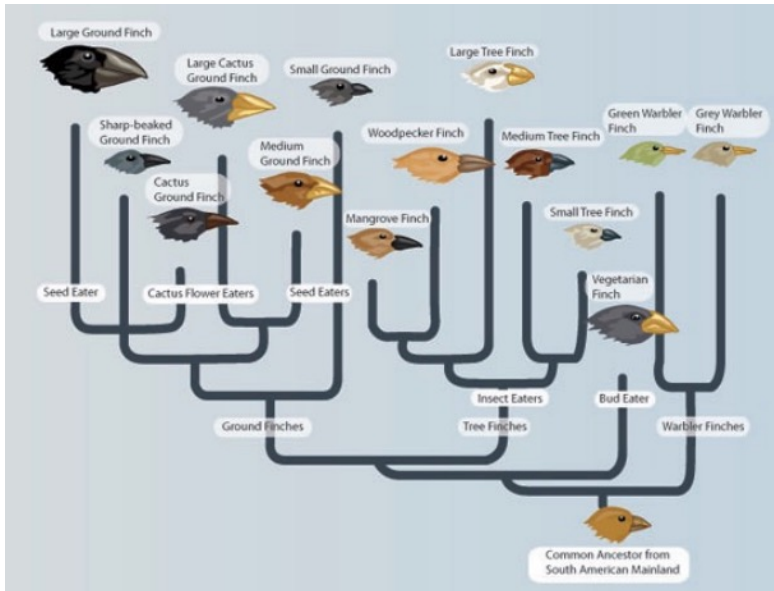 Large Ground Finch
Large Cactus
Ground Finch
Small Ground Finch
Large Tree Finch
Sharp-beaked
Ground Finch
Medium
Ground Finch
Woodpecker Finch
Medium Tree Finch
Green Warbler
Finch
Grey Warbler
Finch
Cactus
Ground Finch
Mangrove Finch
Small Tree Finch
Vegetarian
Finch
Seed Eater
Cactus Flower Eaters
Seed Eaters
Insect Eaters
Bud Eater
Ground Finches
Tree Finches
Warbler Finches
Common Ancestor from
South American Mainland